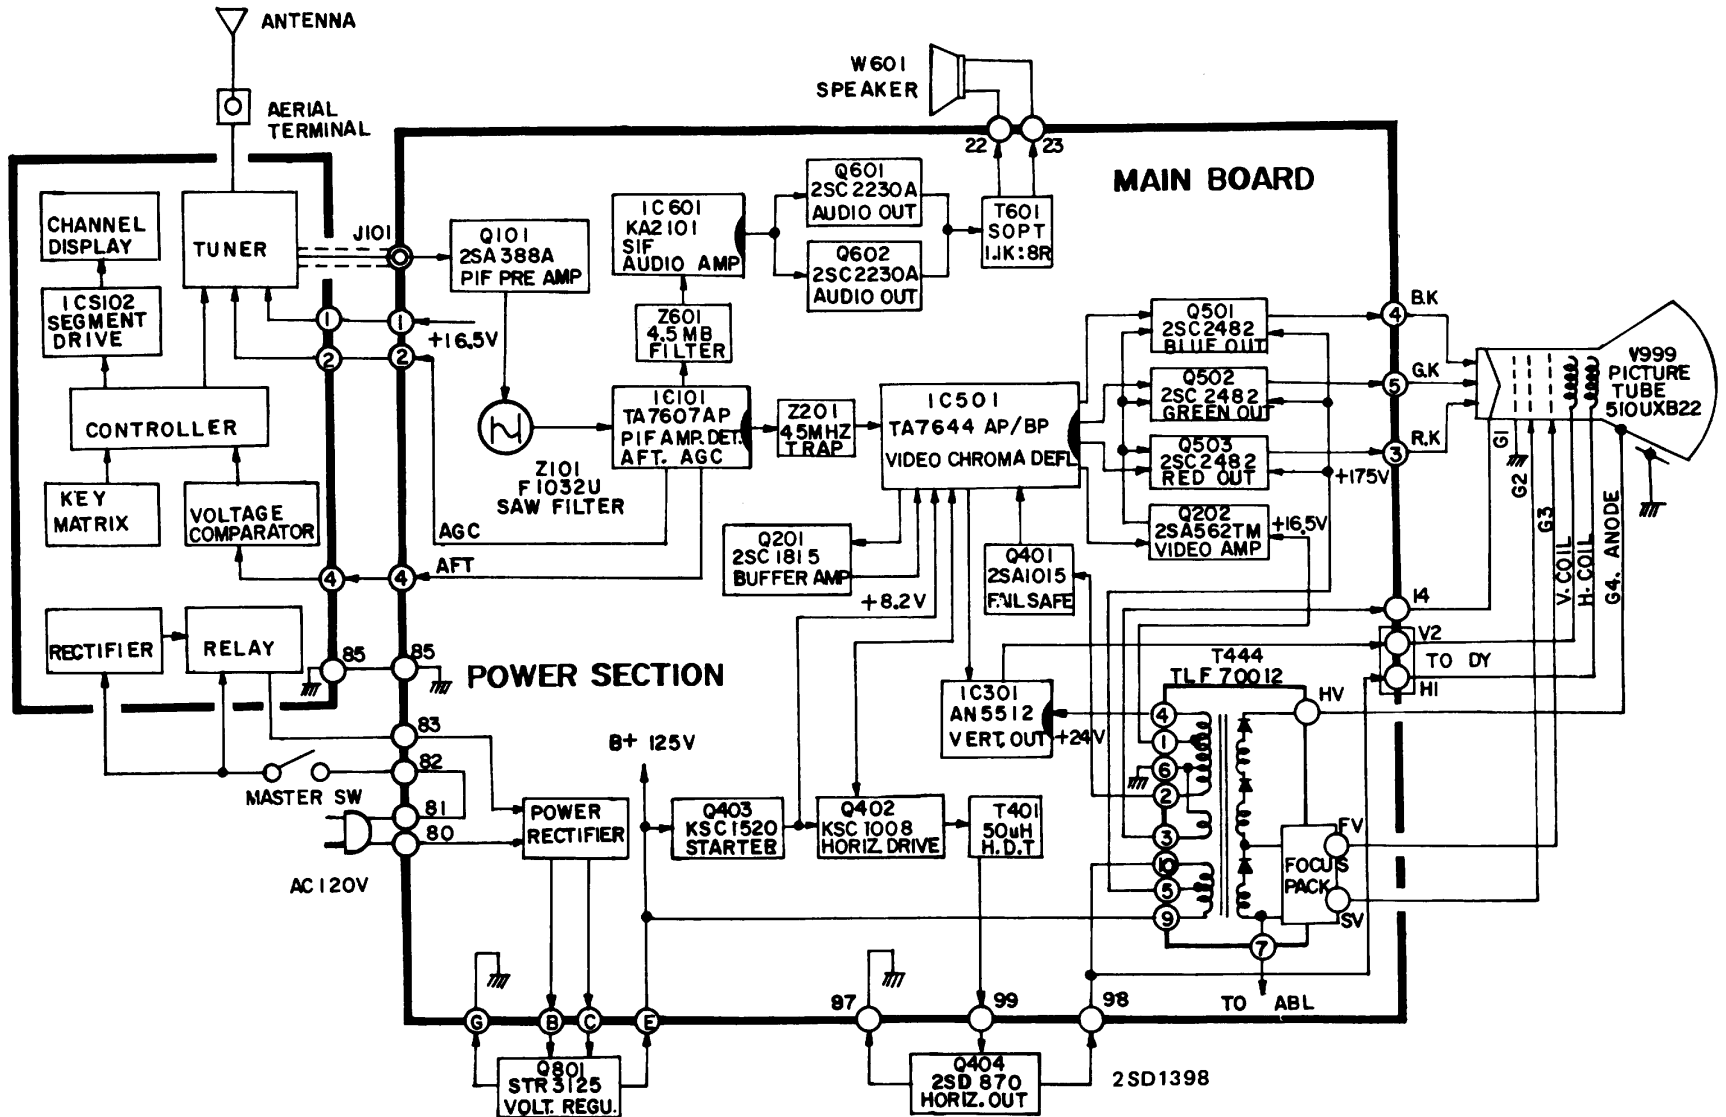 ANTENNA
AERIAL
TERMINAL
W601
SPEAKER
22
23
MAIN BOARD
CHANNEL
DISPLAY
TUNER
J101
Q101
2SA388A
PIF PRE AMP
IC601
KA2101
SIF
AUDIO AMP
Q601
2SC2230A
AUDIO OUT
Q602
2SC2230A
AUDIO OUT
T601
SOPT
1.1K:8R
ICS102
SEGMENT
DRIVE
1
1
+16.5V
2
2
Z601
4.5 MB
FILTER
Q501
2SC2482
BLUE OUT
4
B.K
Q502
2SC 2482
GREEN OUT
5
G.K
Q503
2SC2482
RED OUT
3
R.K
+175V
V999
PICTURE
TUBE
510UXB22
CONTROLLER
IC101
TA7607AP
PIF AMP. DET.
AFT. AGC
Z201
4.5MHZ
TRAP
IC501
TA7644 AP/BP
VIDEO CHROMA DEFL
Z101
F1032U
SAW FILTER
KEY
MATRIX
VOLTAGE
COMPARATOR
AGC
AFT
4
4
Q201
2SC1815
BUFFER AMP
Q401
2SA1015
FAILSAFE
Q202
2SA562TM
VIDEO AMP
+16.5V
+8.2V
G1
G2
G3
V.COIL
H.COIL
G4. ANODE
14
V2
TO DY
H1
RECTIFIER
RELAY
85
85
POWER SECTION
IC301
AN5512
VERT. OUT
+24V
T444
TLF 70012
HV
4
1
6
2
3
10
5
9
7
FV
FOCUS
PACK
SV
TO ABL
83
82
MASTER SW
81
80
AC120V
B+ 125V
POWER
RECTIFIER
Q403
KSC1520
STARTER
Q402
KSC 1008
HORIZ. DRIVE
T401
50uH
H.D.T
G
B
C
E
87
99
98
Q801
STR3125
VOLT. REGU.
Q404
2SD 870
HORIZ. OUT
2SD1398